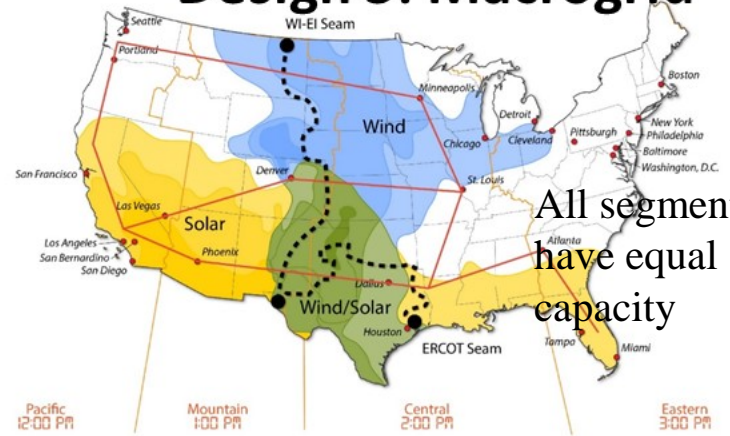 WI-EI Seam
Seattle
Portland
Minneapolis
Boston
Detroit
New York
Wind
Chicago
Cleveland
Pittsburgh
Philadelphia
Baltimore
Washington, D.C.
San Francisco
Denver
St. Louis
All segmen
have equal
capacity
Las Vegas
Solar
Los Angeles
San Bernardino
San Diego
Phoenix
Atlanta
Dallas
Wind/Solar
Houston
ERCOT Seam
Tampa
Miami
Pacific
12:00 PM
Mountain
1:00 PM
Central
2:00 PM
Eastern
3:00 PM